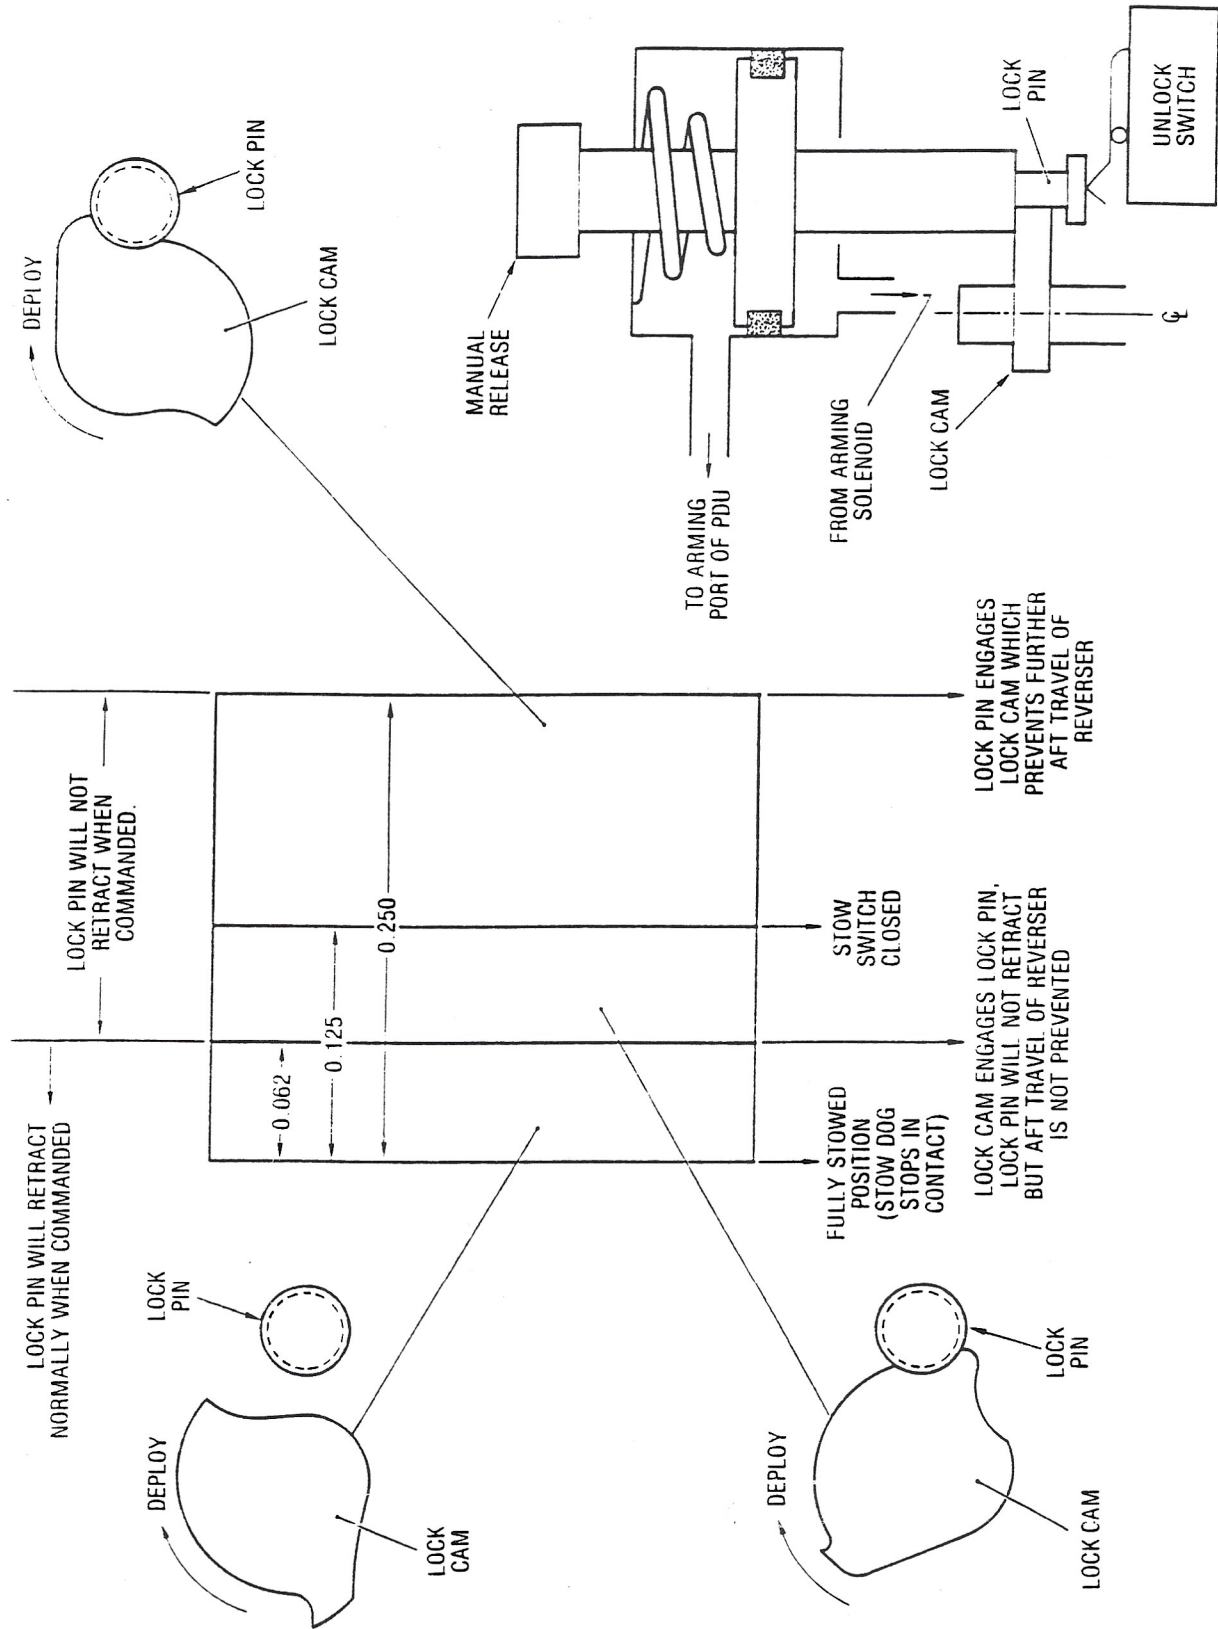 LOCK PIN WILL RETRACT
NORMALLY WHEN COMMANDED
LOCK PIN WILL NOT
RETRACT WHEN
COMMANDED.
DEPLOY
LOCK PIN
LOCK CAM
DEPLOY
LOCK
PIN
LOCK
CAM
0.062
0.125
0.250
DEPLOY
LOCK
PIN
LOCK CAM
FULLY STOWED
POSITION
(STOW DOG
STOPS IN
CONTACT)
STOW
SWITCH
CLOSED
LOCK CAM ENGAGES LOCK PIN,
LOCK PIN WILL NOT RETRACT
BUT AFT TRAVEL OF REVERSER
IS NOT PREVENTED
LOCK PIN ENGAGES
LOCK CAM WHICH
PREVENTS FURTHER
AFT TRAVEL OF
REVERSER
MANUAL
RELEASE
TO ARMING
PORT OF PDU
FROM ARMING
SOLENOID
LOCK CAM
CL
LOCK
PIN
UNLOCK
SWITCH